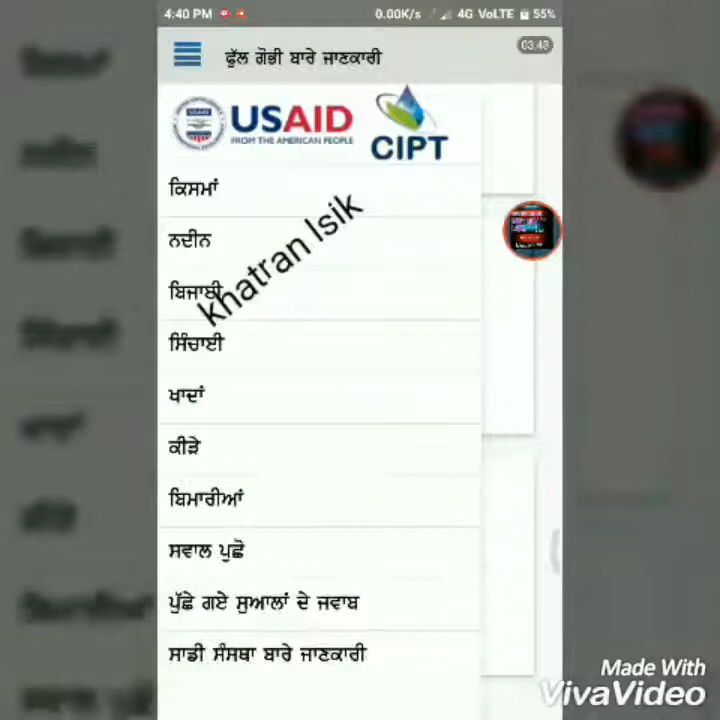 4:40 PM 0.00K/s 4G VoLTE 55%
ਫੁੱਲ ਗੋਭੀ ਬਾਰੇ ਜਾਣਕਾਰੀ 03:43
USAID
FROM THE AMERICAN PEOPLE
CIPT
ਕਿਸਮਾਂ
ਨਦੀਨ
ਬਿਜਾਈ
ਸਿੰਚਾਈ
ਖਾਦਾਂ
ਕੀੜੇ
ਬਿਮਾਰੀਆਂ
ਸਵਾਲ ਪੁਛੋ
ਪੁੱਛੇ ਗਏ ਸੁਆਲਾਂ ਦੇ ਜਵਾਬ
ਸਾਡੀ ਸੰਸਥਾ ਬਾਰੇ ਜਾਣਕਾਰੀ
khatran Isik
Made With
VivaVideo